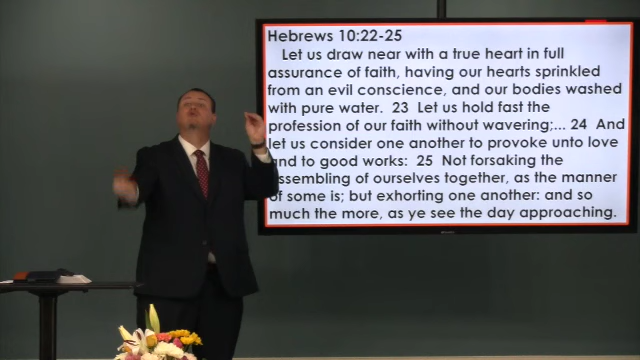 Hebrews 10:22-25
Let us draw near with a true heart in full
assurance of faith, having our hearts sprinkled
from an evil conscience, and our bodies washed
with pure water. 23 Let us hold fast the
profession of our faith without wavering;... 24 And
let us consider one another to provoke unto love
and to good works: 25 Not forsaking the
assembling of ourselves together, as the manner
of some is; but exhorting one another: and so
much the more, as ye see the day approaching.